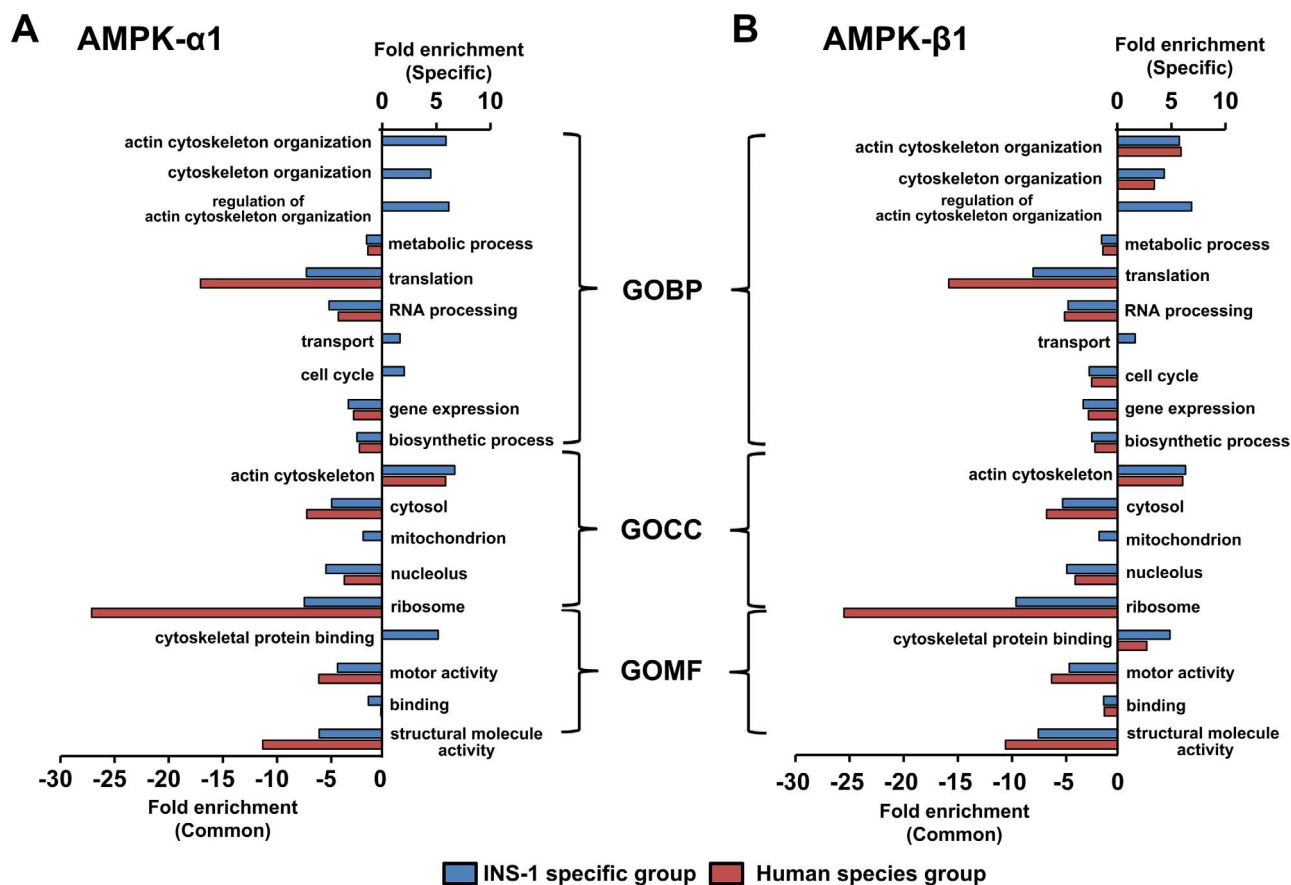 A
AMPK-α1
Fold enrichment
(Specific)
0 5 10
actin cytoskeleton organization
cytoskeleton organization
regulation of
actin cytoskeleton organization
metabolic process
translation
RNA processing
transport
cell cycle
gene expression
biosynthetic process
actin cytoskeleton
cytosol
mitochondrion
nucleolus
ribosome
cytoskeletal protein binding
motor activity
binding
structural molecule
activity
-30 -25 -20 -15 -10 -5 0
Fold enrichment
(Common)
GOBP
GOCC
GOMF
B
AMPK-β1
Fold enrichment
(Specific)
0 5 10
actin cytoskeleton organization
cytoskeleton organization
regulation of
actin cytoskeleton organization
metabolic process
translation
RNA processing
transport
cell cycle
gene expression
biosynthetic process
actin cytoskeleton
cytosol
mitochondrion
nucleolus
ribosome
cytoskeletal protein binding
motor activity
binding
structural molecule
activity
-30 -25 -20 -15 -10 -5 0
Fold enrichment
(Common)
INS-1 specific group Human species group